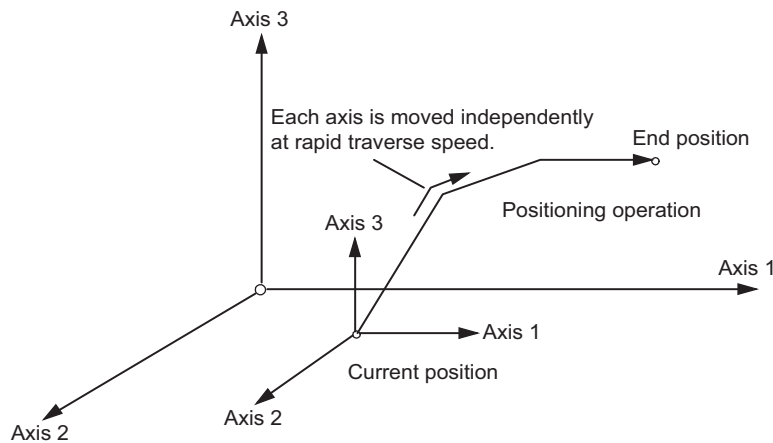 Axis 3
Each axis is moved independently
at rapid traverse speed.
End position
Positioning operation
Axis 3
Axis 1
Axis 1
Current position
Axis 2
Axis 2